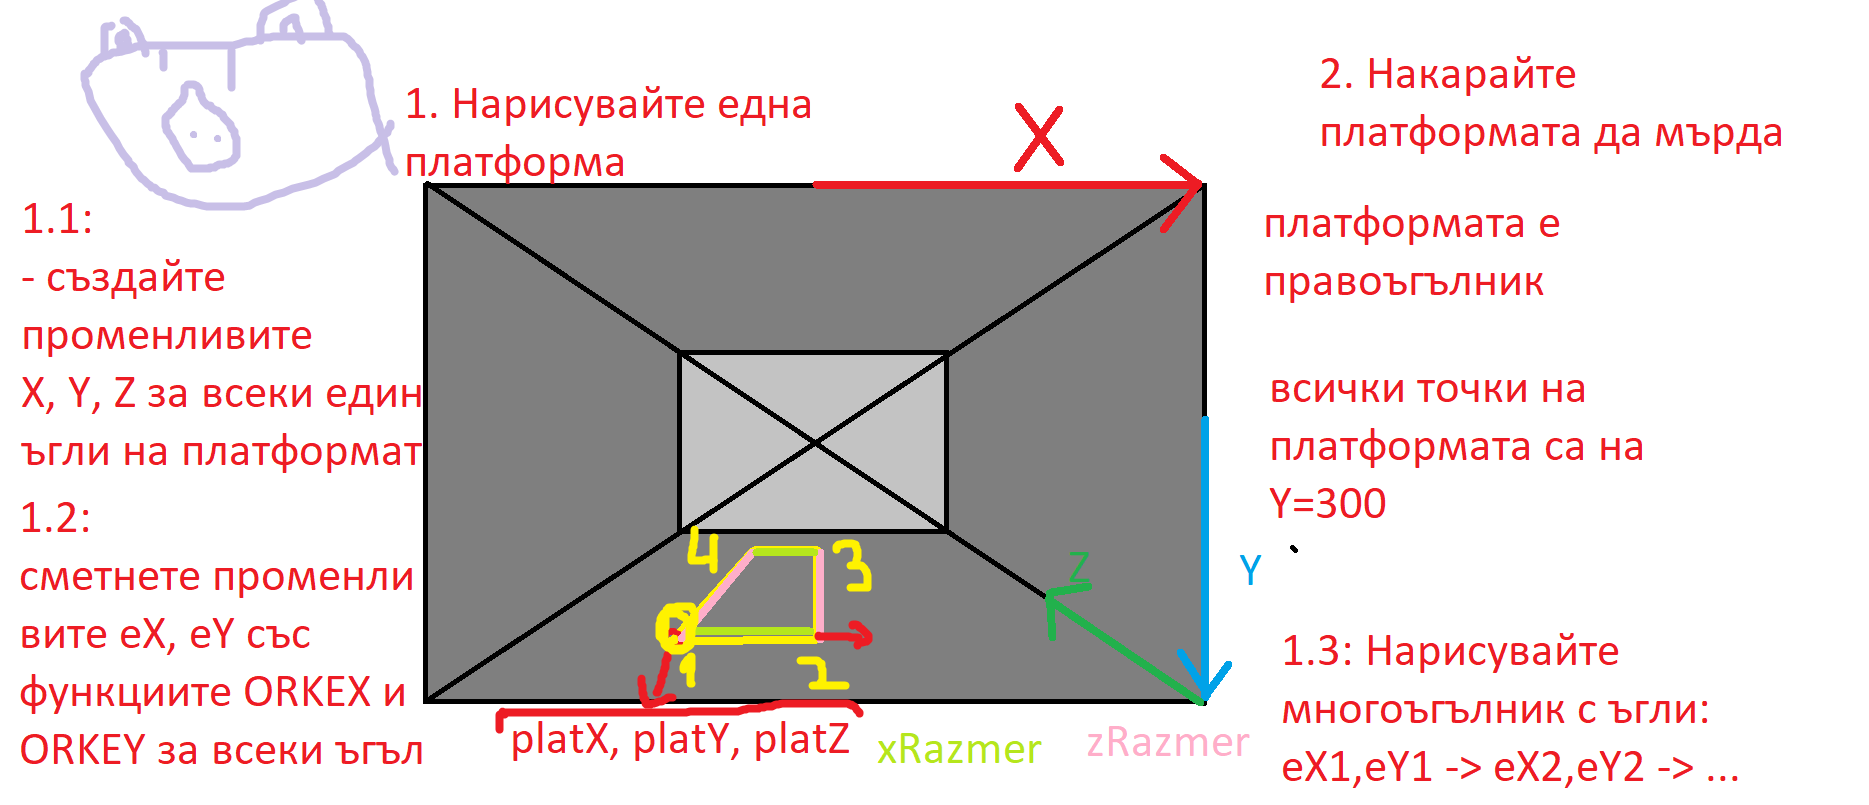 1. Нарисувайте една
платформа
X
2. Накарайте
платформата да мърда
1.1:
- създайте
променливите
X, Y, Z за всеки един
ъгли на платформат
1.2:
сметнете променли
вите eX, eY със
функциите ORKEX и
ORKEY за всеки ъгъл
платформата е
правоъгълник
всички точки на
платформата са на
Y=300
4
3
1
2
Z
Y
platX, platY, platZ
xRazmer
zRazmer
1.3: Нарисувайте
многоъгълник с ъгли:
eX1,eY1 -> eX2,eY2 -> ...